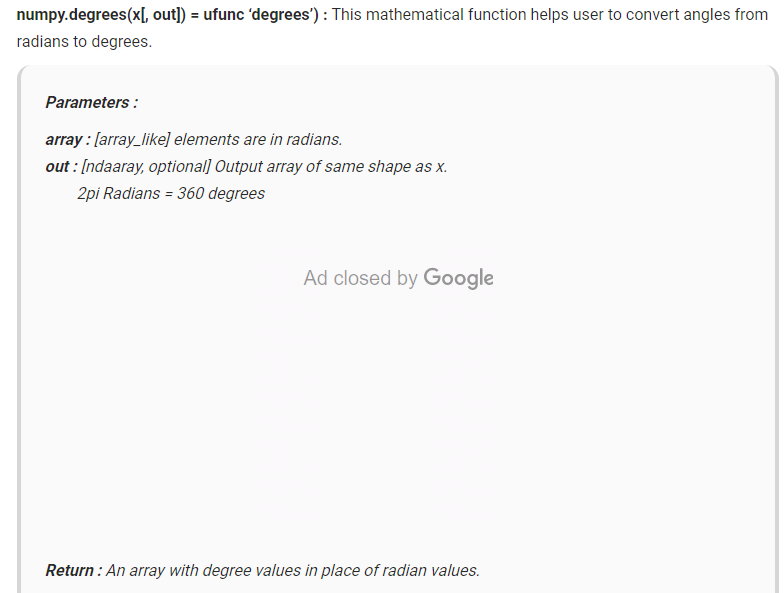 numpy.degrees(x[, out]) = ufunc ‘degrees’) : This mathematical function helps user to convert angles from
radians to degrees.
Parameters :
array : [array_like] elements are in radians.
out : [ndaaray, optional] Output array of same shape as x.
2pi Radians = 360 degrees
Ad closed by Google
Return : An array with degree values in place of radian values.